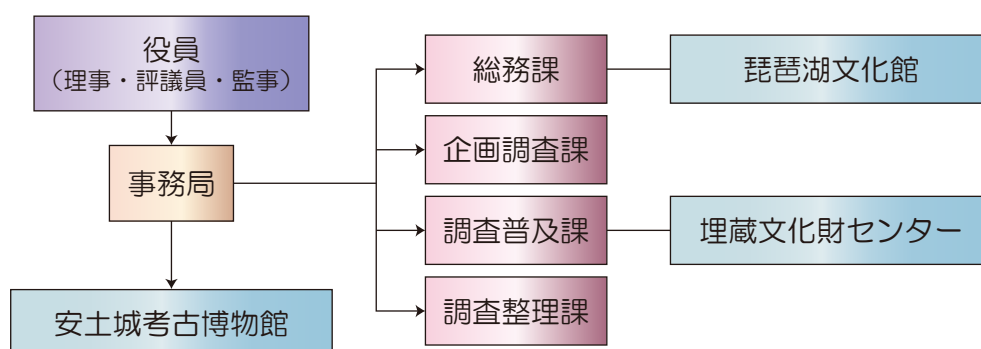 役員
（理事・評議員・監事）
事務局
安土城考古博物館
総務課
企画調査課
調査普及課
調査整理課
琵琶湖文化館
埋蔵文化財センター